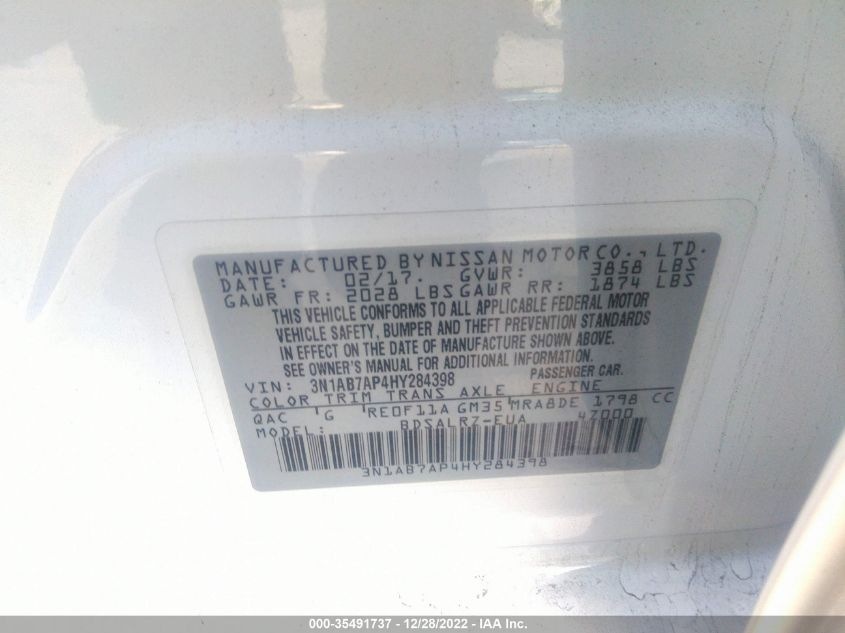 MANUFACTURED BY NISSAN MOTOR CO., LTD.
DATE: 02/17. GVWR: 3858 LBS
GAWR FR: 2028 LBS GAWR RR: 1874 LBS
THIS VEHICLE CONFORMS TO ALL APPLICABLE FEDERAL MOTOR
VEHICLE SAFETY, BUMPER AND THEFT PREVENTION STANDARDS
IN EFFECT ON THE DATE OF MANUFACTURE SHOWN ABOVE.
SEE OWNER'S MANUAL FOR ADDITIONAL INFORMATION.
VIN: 3N1AB7AP4HY284398 PASSENGER CAR.
COLOR TRIM TRANS AXLE ENGINE
QAC G RE0F11A GM35 MRA8DE 1798 CC
MODEL: BDSALRZ-EUA 47000
3N1AB7AP4HY284398
000-35491737 - 12/28/2022 - IAA Inc.